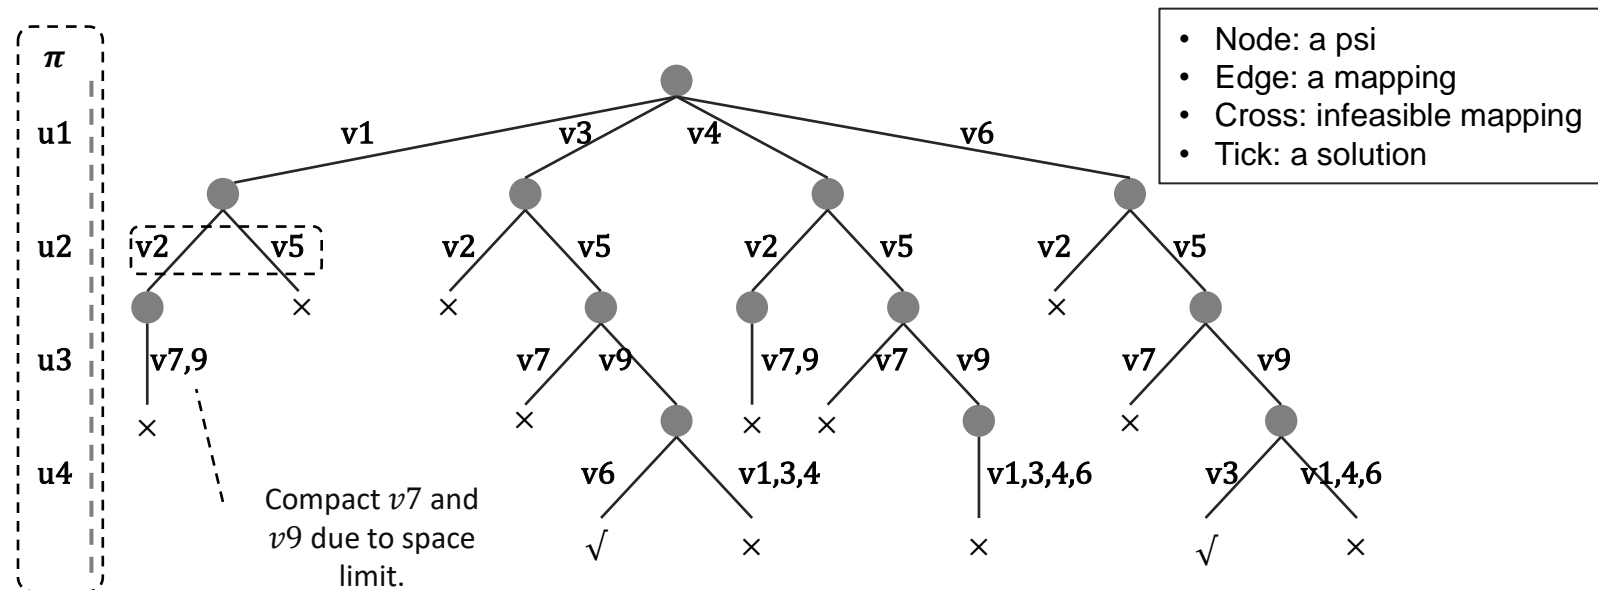 • Node: a psi
• Edge: a mapping
• Cross: infeasible mapping
• Tick: a solution
π
u1
v1 v3 v4 v6
u2
v2 v5 v2 v5 v2 v5 v2 v5
× × ×
u3
v7,9 v7 v9 v7,9 v7 v9 v7 v9
× × × × ×
u4
v6 v1,3,4 v1,3,4,6 v3 v1,4,6
Compact v7 and
v9 due to space
limit.
√ × × √ ×